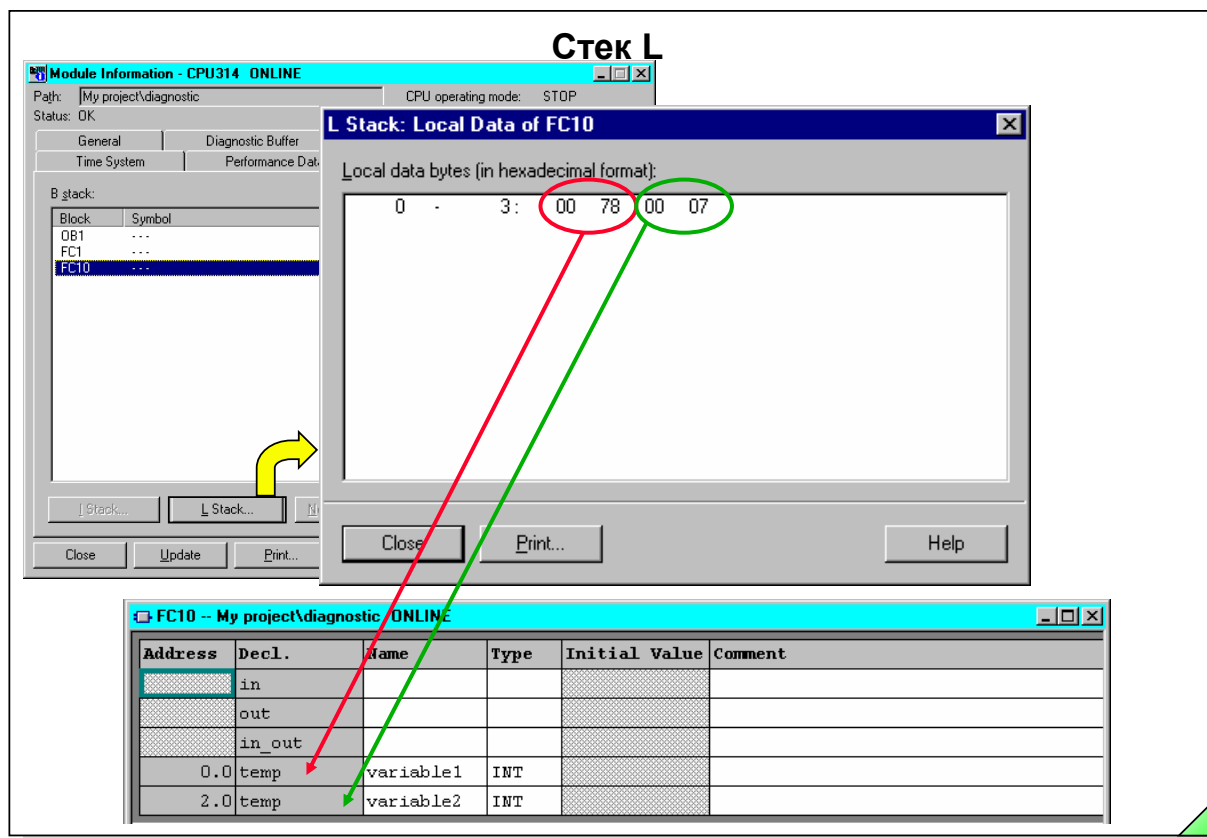 Стек L
Module Information - CPU314 ONLINE
Path: My project\diagnostic CPU operating mode: STOP
Status: OK
General Diagnostic Buffer
Time System Performance Data
B stack:
Block Symbol
OB1 ---
FC1 ---
FC10 ---
I Stack... L Stack...
Close Update Print...
L Stack: Local Data of FC10
Local data bytes (in hexadecimal format):
0 - 3: 00 78 00 07
Close Print... Help
FC10 -- My project\diagnostic ONLINE
Address Decl. Name Type Initial Value Comment
in
out
in_out
0.0 temp variable1 INT
2.0 temp variable2 INT